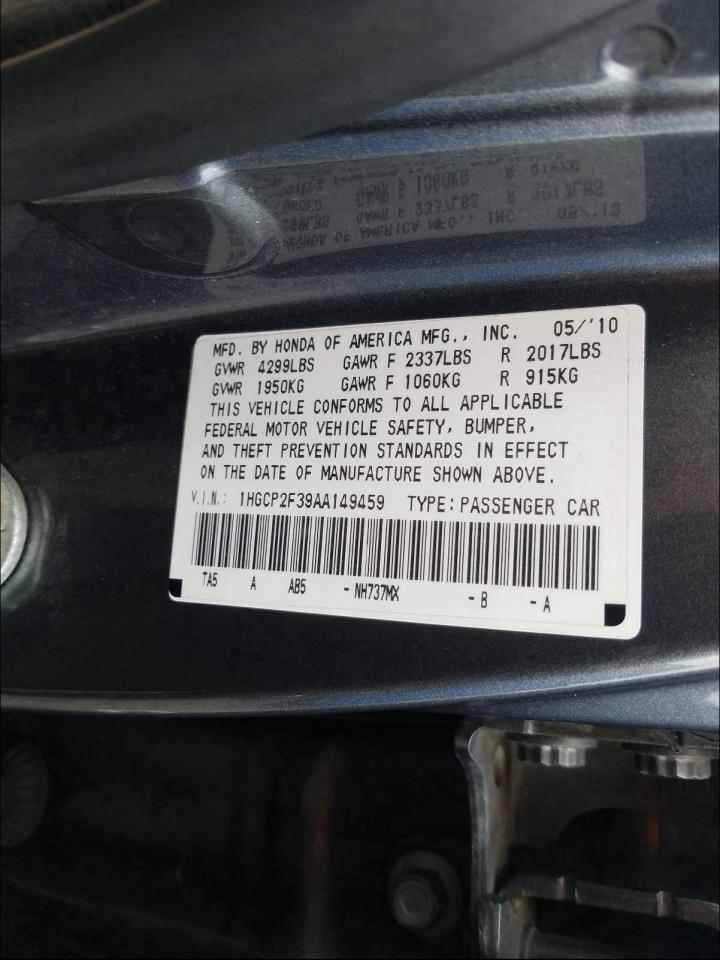 MFD. BY HONDA OF AMERICA MFG., INC. 05/'10
GVWR 4299LBS GAWR F 2337LBS R 2017LBS
GVWR 1950KG GAWR F 1060KG R 915KG
THIS VEHICLE CONFORMS TO ALL APPLICABLE
FEDERAL MOTOR VEHICLE SAFETY, BUMPER,
AND THEFT PREVENTION STANDARDS IN EFFECT
ON THE DATE OF MANUFACTURE SHOWN ABOVE.
V.I.N.: 1HGCP2F39AA149459 TYPE: PASSENGER CAR
TA5 A AB5 - NH737MX - B - A